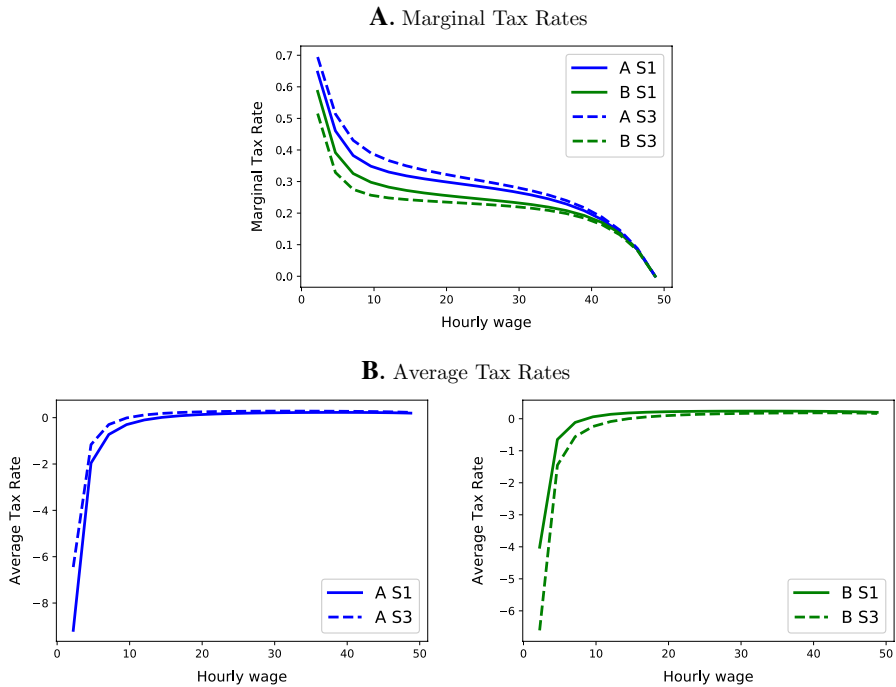 A. Marginal Tax Rates
0.7
0.6
0.5
0.4
0.3
0.2
0.1
0.0
Marginal Tax Rate
A S1
B S1
A S3
B S3
0 10 20 30 40 50
Hourly wage
B. Average Tax Rates
0
−2
−4
−6
−8
Average Tax Rate
A S1
A S3
0 10 20 30 40 50
Hourly wage
0
−1
−2
−3
−4
−5
−6
Average Tax Rate
B S1
B S3
0 10 20 30 40 50
Hourly wage